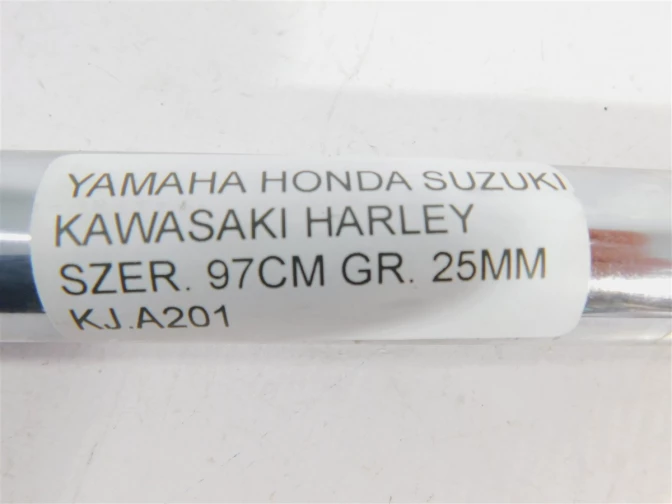 YAMAHA HONDA SUZUKI
KAWASAKI HARLEY
SZER. 97CM GR. 25MM
KJ.A201